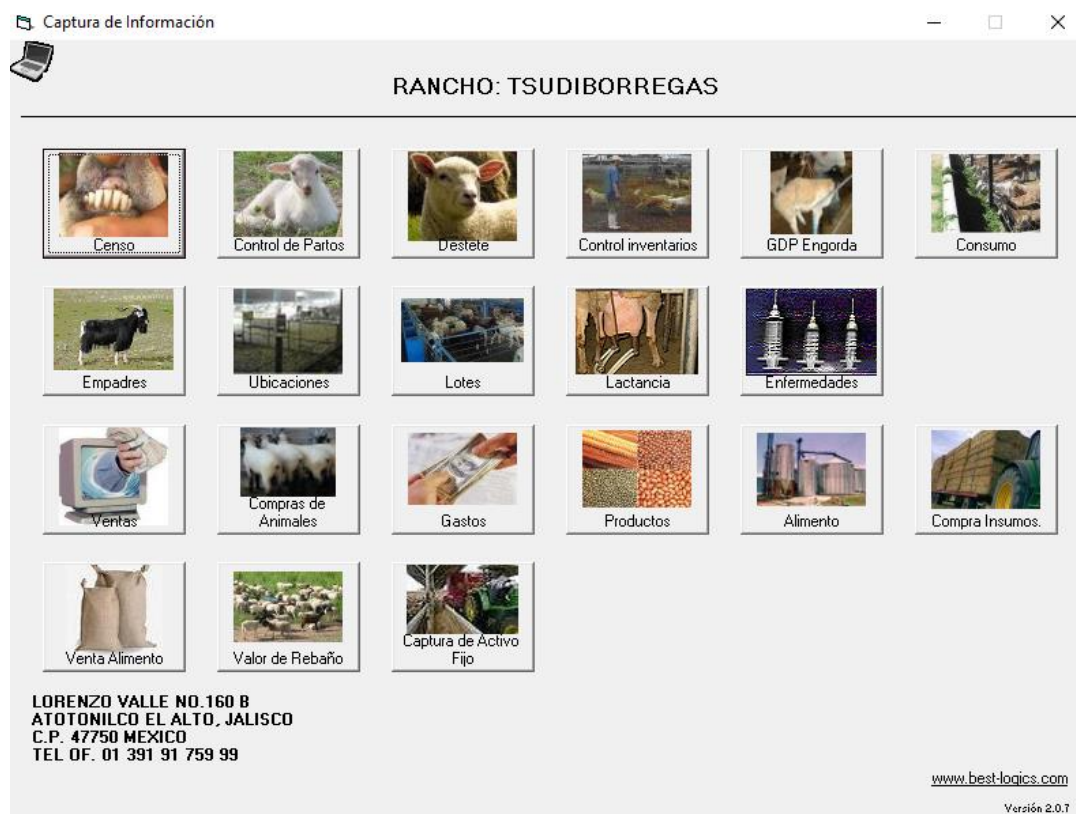 Captura de Información
RANCHO: TSUDIBORREGAS
Censo
Control de Partos
Destete
Control inventarios
GDP Engorda
Consumo
Empadres
Ubicaciones
Lotes
Lactancia
Enfermedades
Ventas
Compras de
Animales
Gastos
Productos
Alimento
Compra Insumos.
Venta Alimento
Valor de Rebaño
Captura de Activo
Fijo
LORENZO VALLE NO.160 B
ATOTONILCO EL ALTO, JALISCO
C.P. 47750 MEXICO
TEL OF. 01 391 91 759 99
www.best-logics.com
Versión 2.0.7